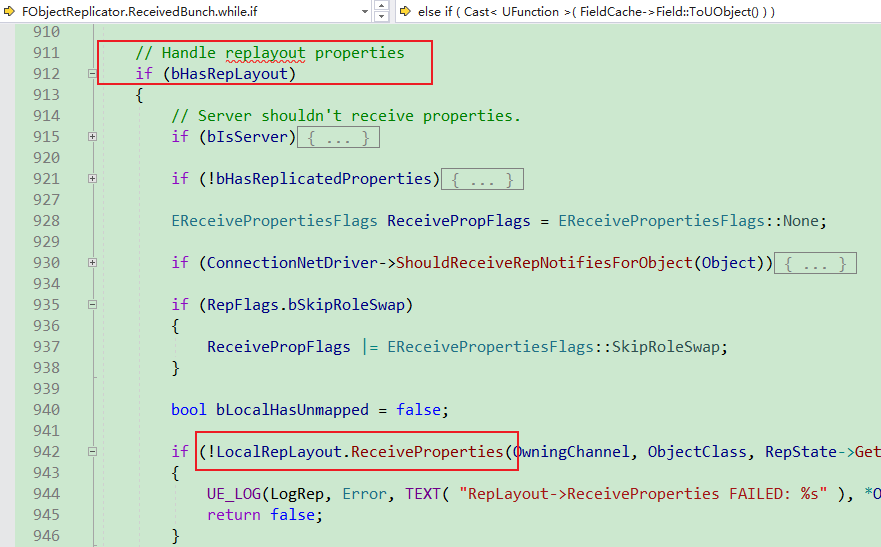 FObjectReplicator.ReceivedBunch.while.if
else if ( Cast< UFunction >( FieldCache->Field::ToUObject() ) )
910
911 // Handle replayout properties
912 if (bHasRepLayout)
913 {
914 // Server shouldn't receive properties.
915 if (bIsServer) { ... }
920
921 if (!bHasReplicatedProperties) { ... }
927
928 EReceivePropertiesFlags ReceivePropFlags = EReceivePropertiesFlags::None;
929
930 if (ConnectionNetDriver->ShouldReceiveRepNotifiesForObject(Object)) { ... }
934
935 if (RepFlags.bSkipRoleSwap)
936 {
937 ReceivePropFlags |= EReceivePropertiesFlags::SkipRoleSwap;
938 }
939
940 bool bLocalHasUnmapped = false;
941
942 if (!LocalRepLayout.ReceiveProperties(OwningChannel, ObjectClass, RepState->Get
943 {
944 UE_LOG(LogRep, Error, TEXT( "RepLayout->ReceiveProperties FAILED: %s" ), *O
945 return false;
946 }